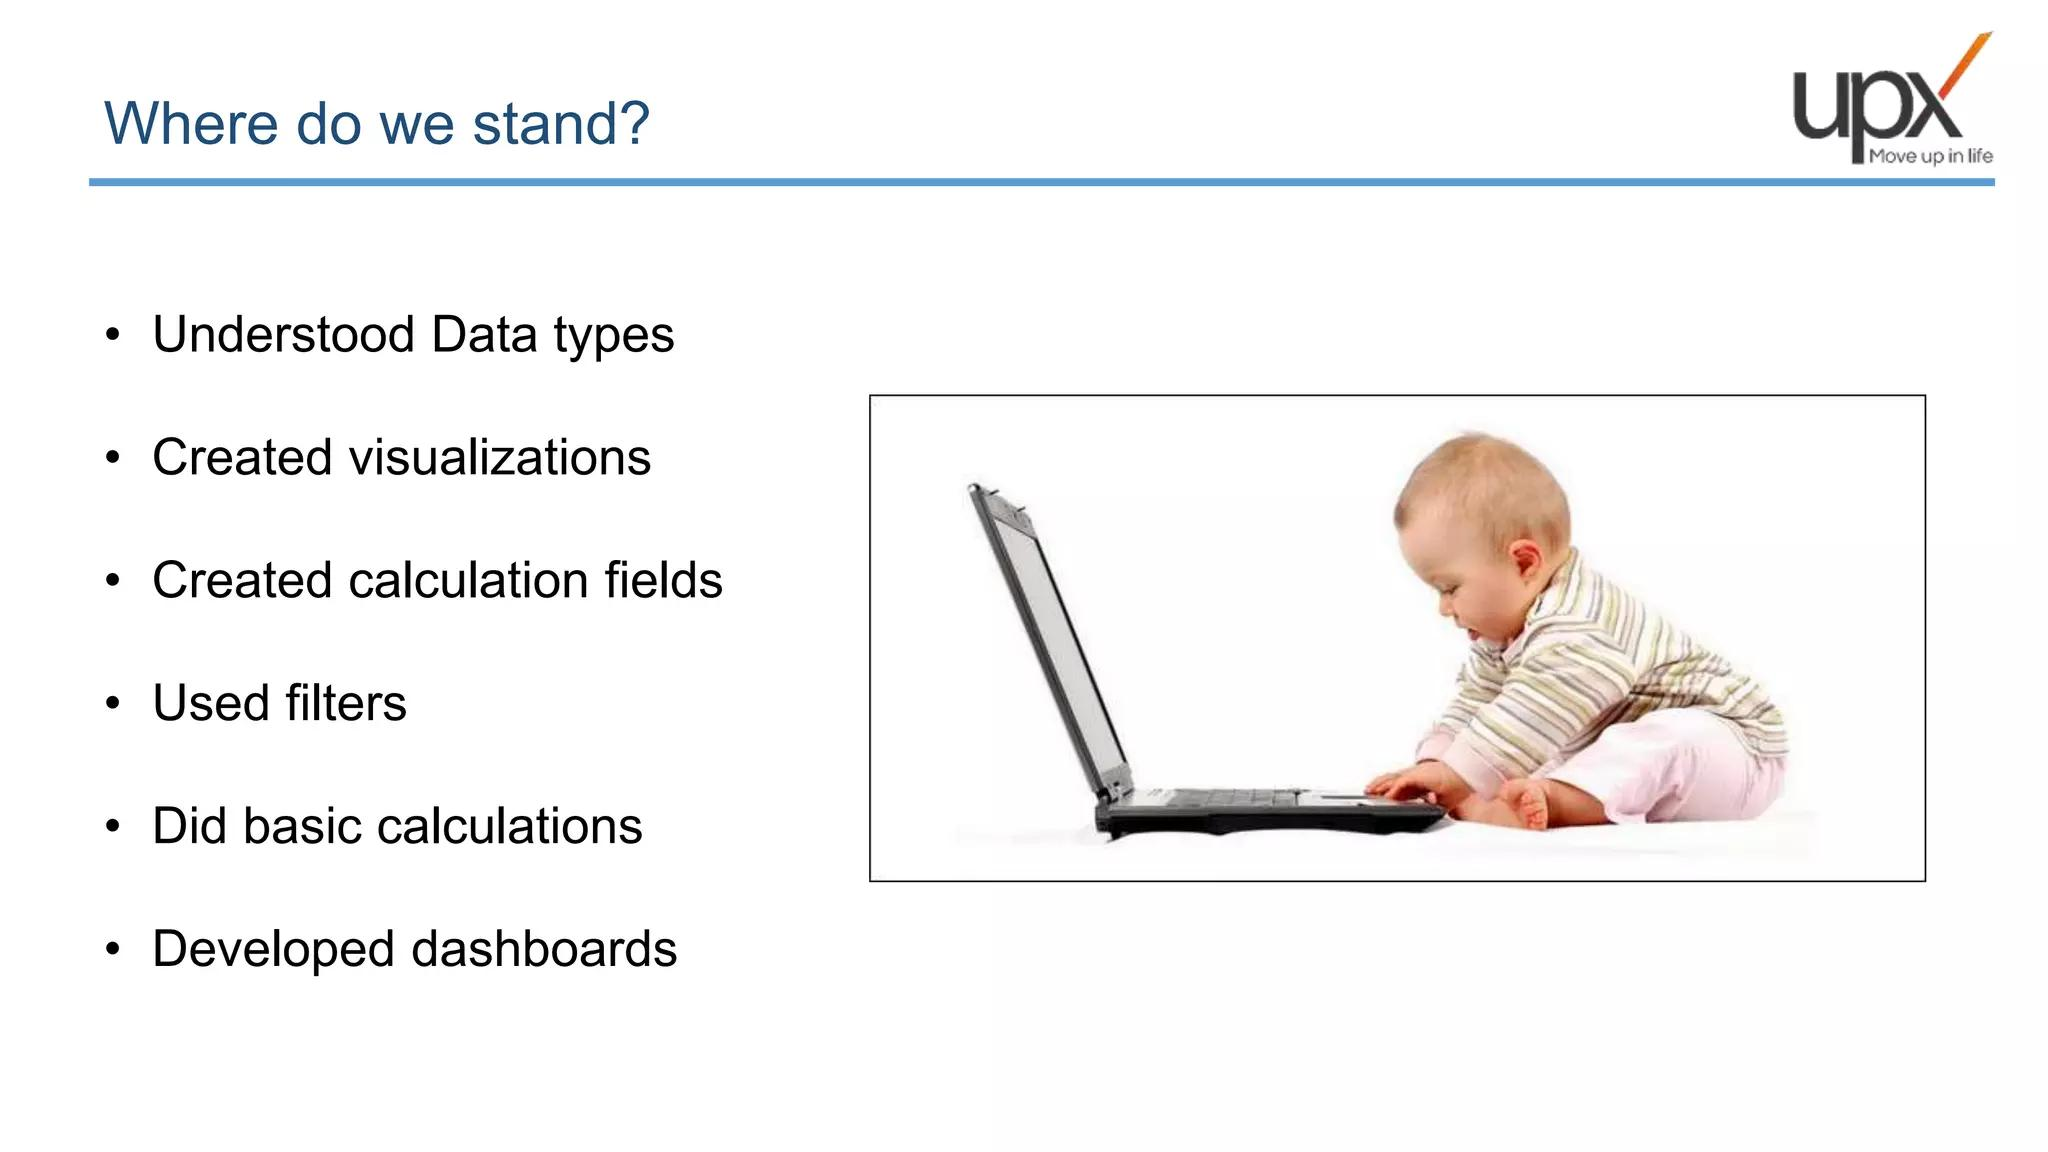 Where do we stand?
upx
Move up in life
• Understood Data types
• Created visualizations
• Created calculation fields
• Used filters
• Did basic calculations
• Developed dashboards